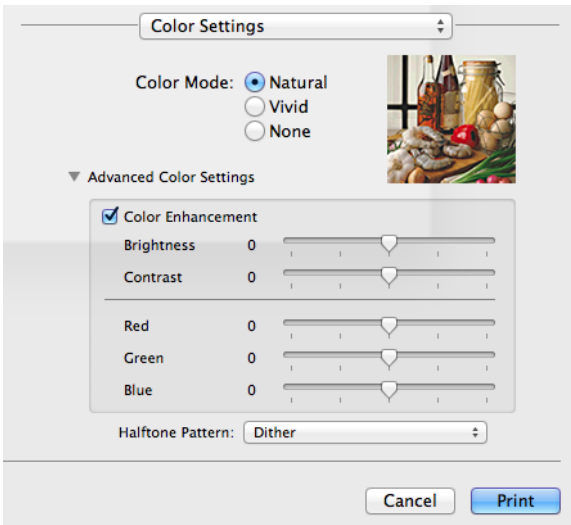 Color Settings
Color Mode: Natural
Vivid
None
Advanced Color Settings
Color Enhancement
Brightness 0
Contrast 0
Red 0
Green 0
Blue 0
Halftone Pattern: Dither
Cancel Print